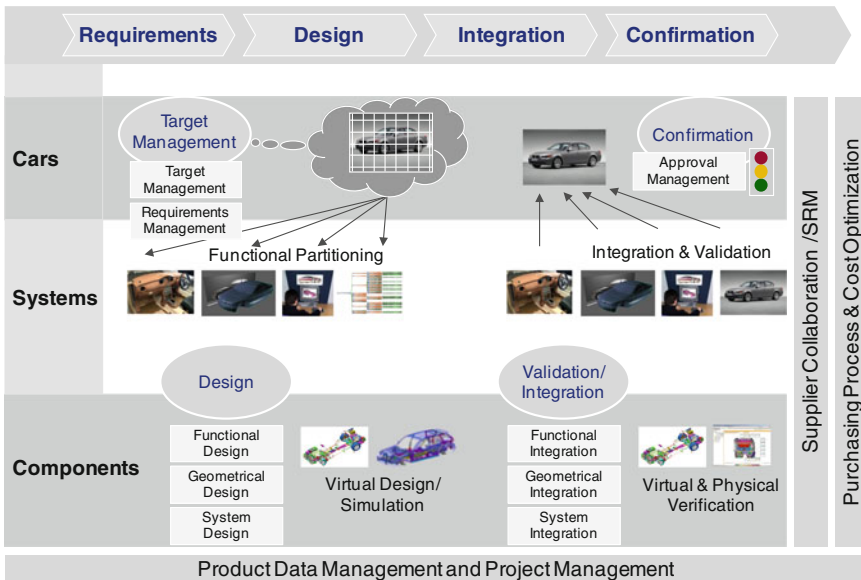 Requirements
Design
Integration
Confirmation
Cars
Target
Management
Target
Management
Requirements
Management
Confirmation
Approval
Management
Systems
Functional Partitioning
Integration & Validation
Components
Design
Functional
Design
Geometrical
Design
System
Design
Virtual Design/
Simulation
Validation/
Integration
Functional
Integration
Geometrical
Integration
System
Integration
Virtual & Physical
Verification
Supplier Collaboration /SRM
Purchasing Process & Cost Optimization
Product Data Management and Project Management